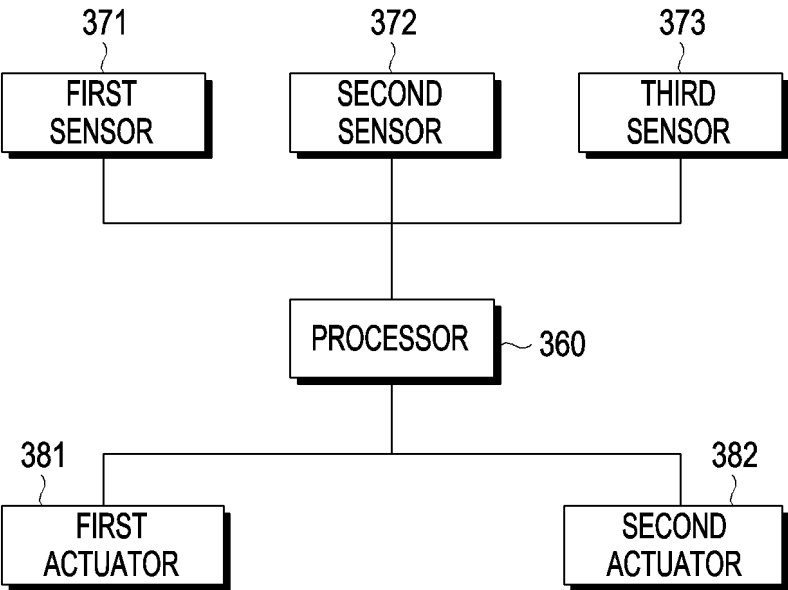 371
372
373
FIRST
SENSOR
SECOND
SENSOR
THIRD
SENSOR
PROCESSOR
360
381
382
FIRST
ACTUATOR
SECOND
ACTUATOR